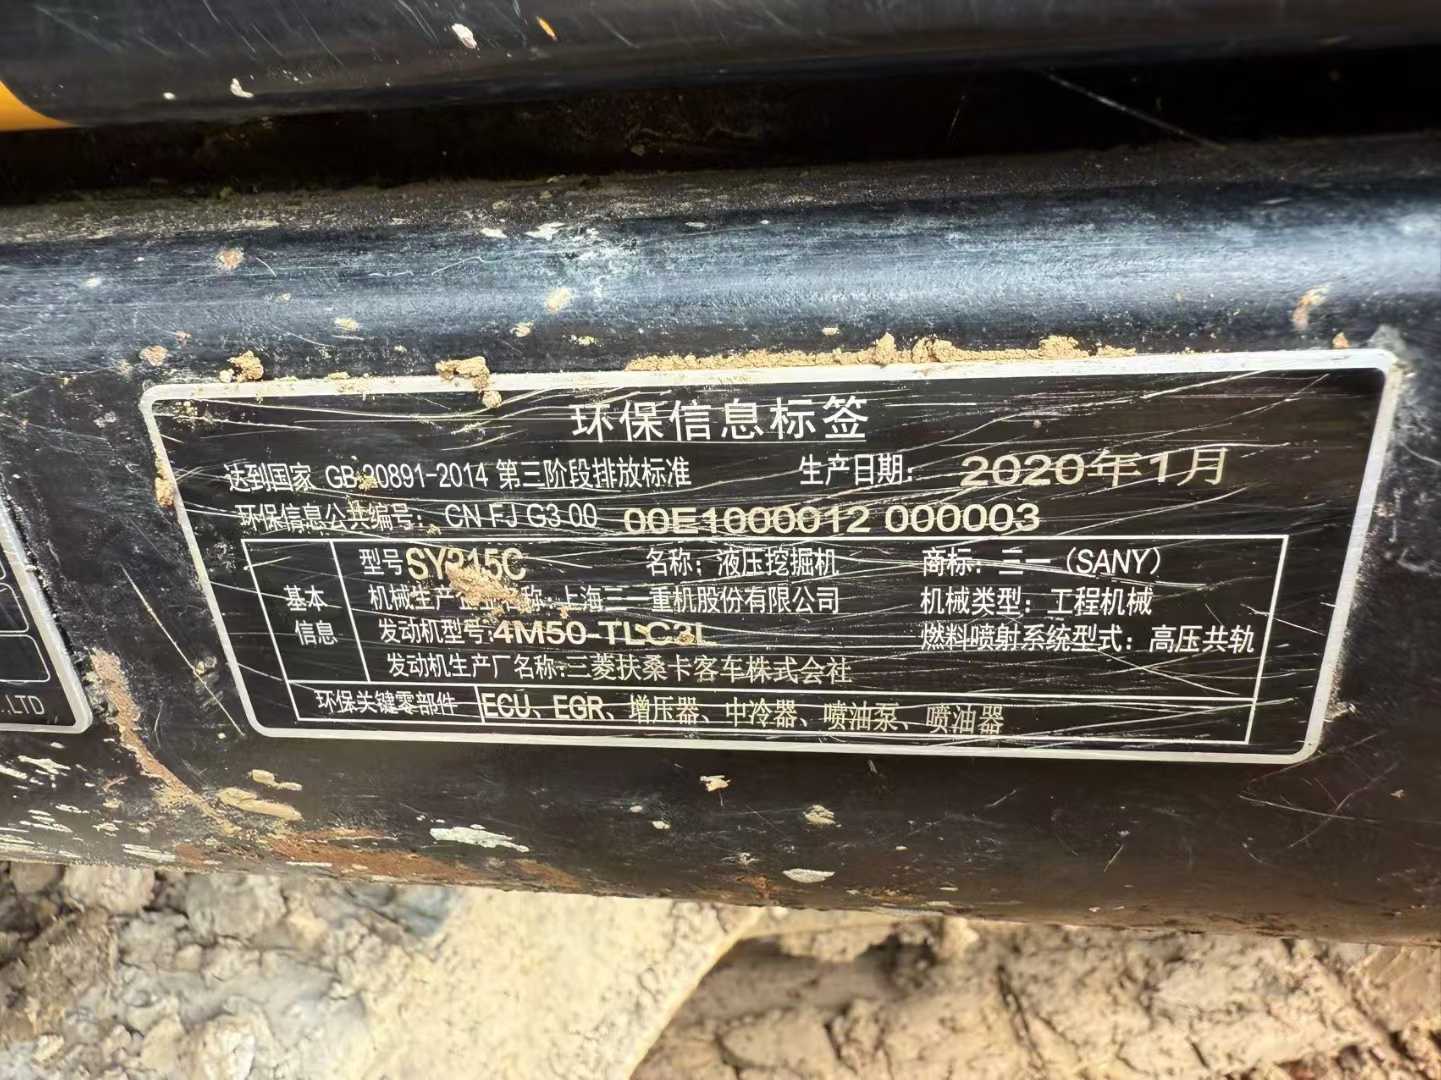 环保信息标签
达到国家 GB 20891-2014 第三阶段排放标准 生产日期: 2020年1月
环保信息公共编号: CN FJ G3 00 00E1000012 000003
基本信息
型号 SY215C 名称: 液压挖掘机 商标: 三一 (SANY)
机械生产 名称: 上海三一重机股份有限公司 机械类型: 工程机械
发动机型号: 4M50-TLC3L 燃料喷射系统型式: 高压共轨
发动机生产厂名称: 三菱扶桑卡客车株式会社
环保关键零部件 ECU、EGR、增压器、中冷器、喷油泵、喷油器
.,LTD